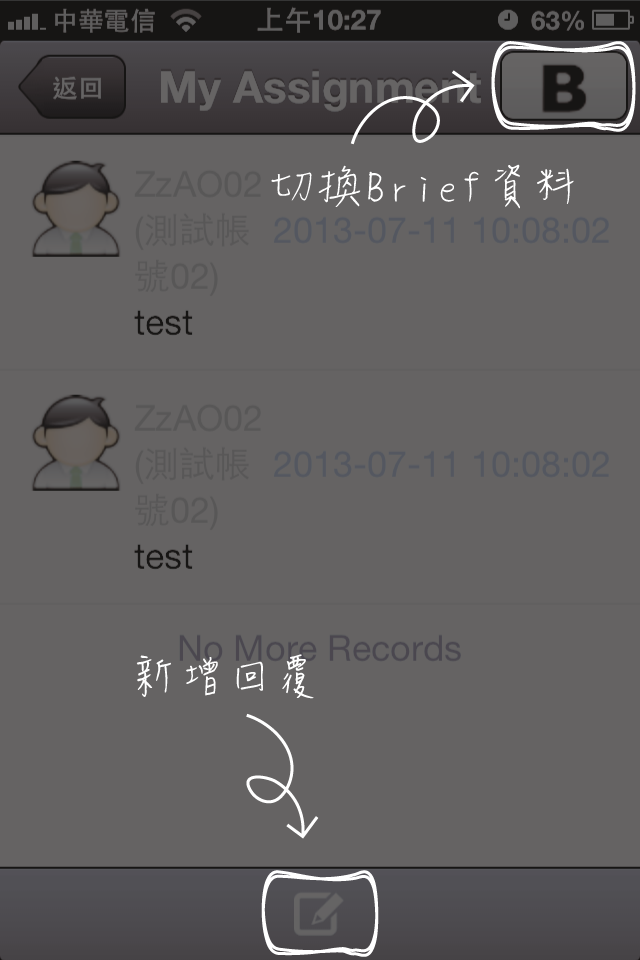 中華電信 上午10:27 63%
返回 My Assignment B
切換Brief資料
ZzAO02
(測試帳 2013-07-11 10:08:02
號02)
test
ZzAO02
(測試帳 2013-07-11 10:08:02
號02)
test
No More Records
新增回覆